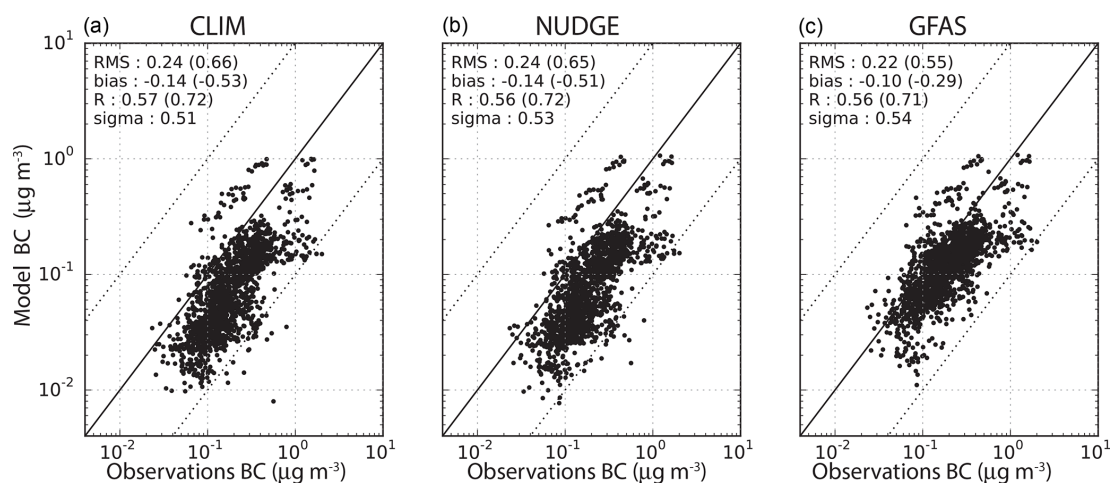 (a) CLIM
(b) NUDGE
(c) GFAS
RMS : 0.24 (0.66)
bias : -0.14 (-0.53)
R : 0.57 (0.72)
sigma : 0.51
RMS : 0.24 (0.65)
bias : -0.14 (-0.51)
R : 0.56 (0.72)
sigma : 0.53
RMS : 0.22 (0.55)
bias : -0.10 (-0.29)
R : 0.56 (0.71)
sigma : 0.54
Model BC (μg m⁻³)
10¹
10⁰
10⁻¹
10⁻²
10⁻² 10⁻¹ 10⁰ 10¹
10⁻² 10⁻¹ 10⁰ 10¹
10⁻² 10⁻¹ 10⁰ 10¹
Observations BC (μg m⁻³)
Observations BC (μg m⁻³)
Observations BC (μg m⁻³)